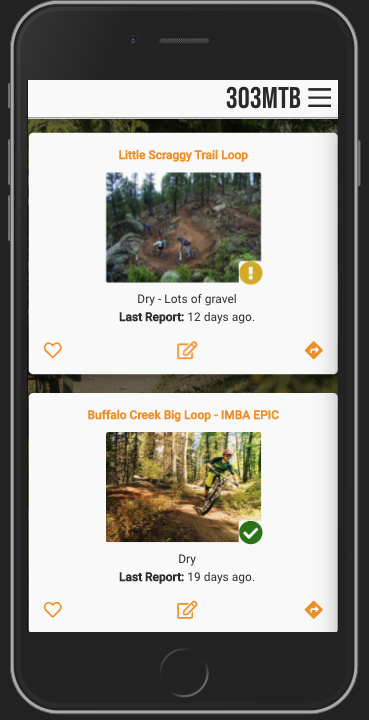 303MTB
Little Scraggy Trail Loop
Dry - Lots of gravel
Last Report: 12 days ago.
Buffalo Creek Big Loop - IMBA EPIC
Dry
Last Report: 19 days ago.